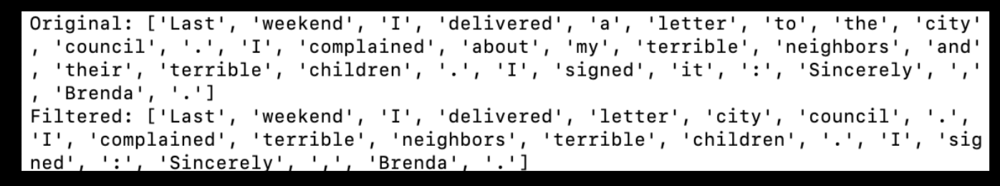 Original: ['Last', 'weekend', 'I', 'delivered', 'a', 'letter', 'to', 'the', 'city'
, 'council', '.', 'I', 'complained', 'about', 'my', 'terrible', 'neighbors', 'and'
, 'their', 'terrible', 'children', '.', 'I', 'signed', 'it', ':', 'Sincerely', ','
, 'Brenda', '.']
Filtered: ['Last', 'weekend', 'I', 'delivered', 'letter', 'city', 'council', '.',
'I', 'complained', 'terrible', 'neighbors', 'terrible', 'children', '.', 'I', 'sig
ned', ':', 'Sincerely', ',', 'Brenda', '.']